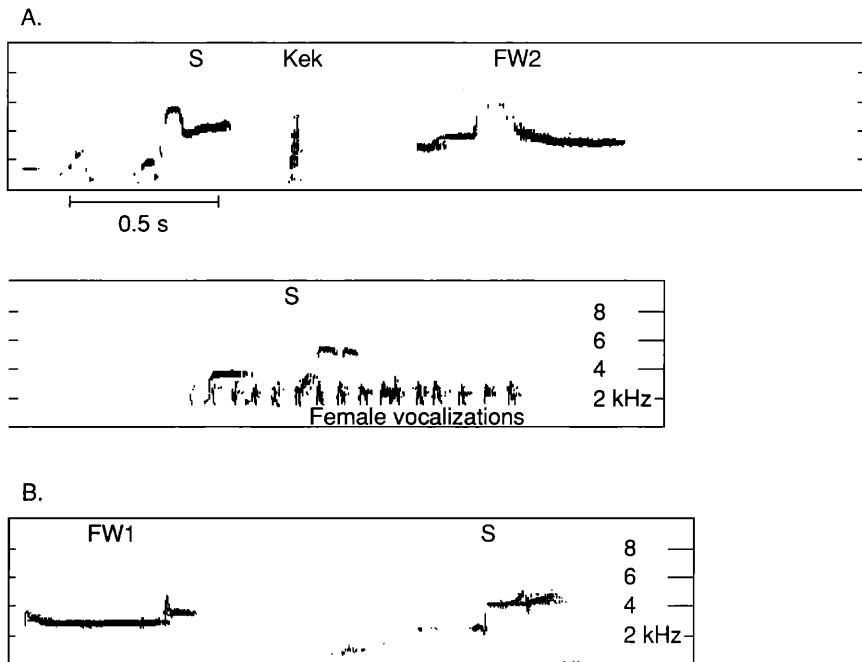 A.
S Kek FW2
0.5 s
S
8
6
4
2 kHz
Female vocalizations
B.
FW1 S
8
6
4
2 kHz